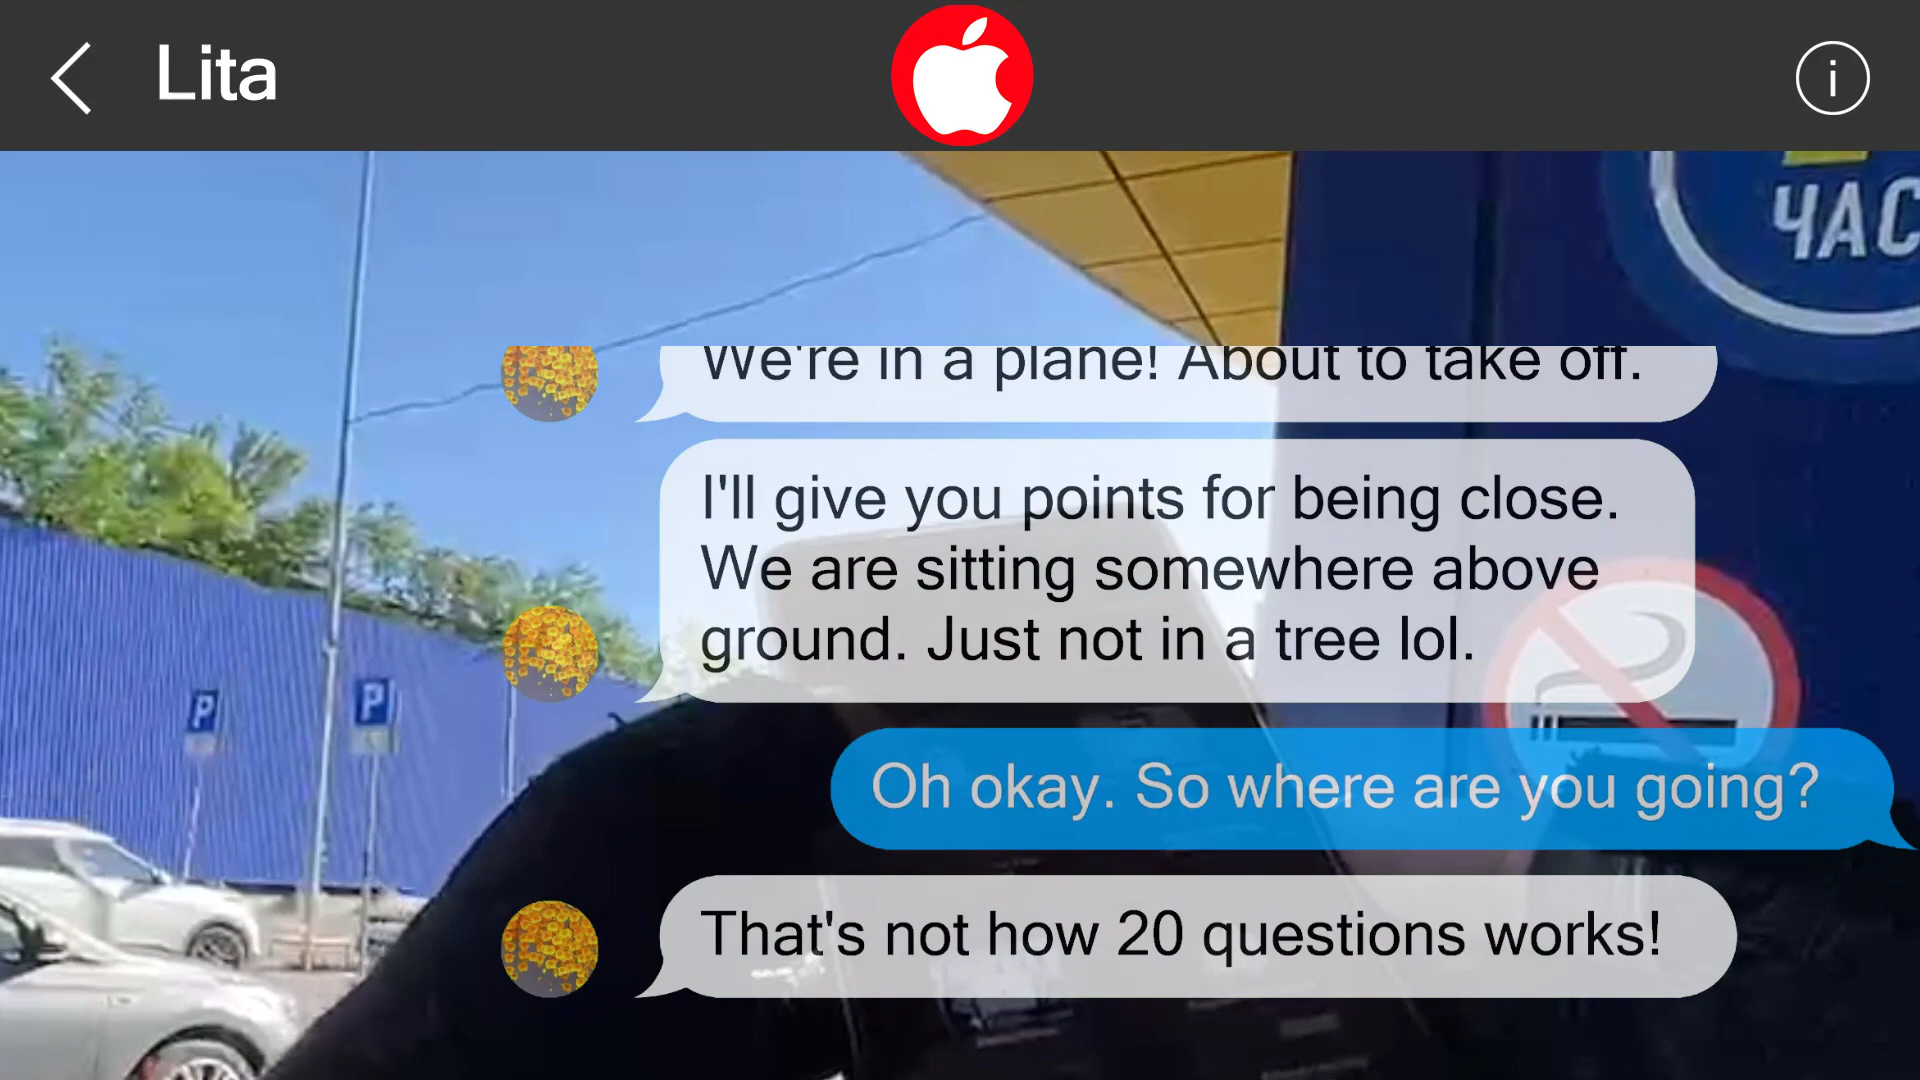 Lita
ЧАС
We're in a plane! About to take off.
I'll give you points for being close.
We are sitting somewhere above
ground. Just not in a tree lol.
P
P
Oh okay. So where are you going?
That's not how 20 questions works!